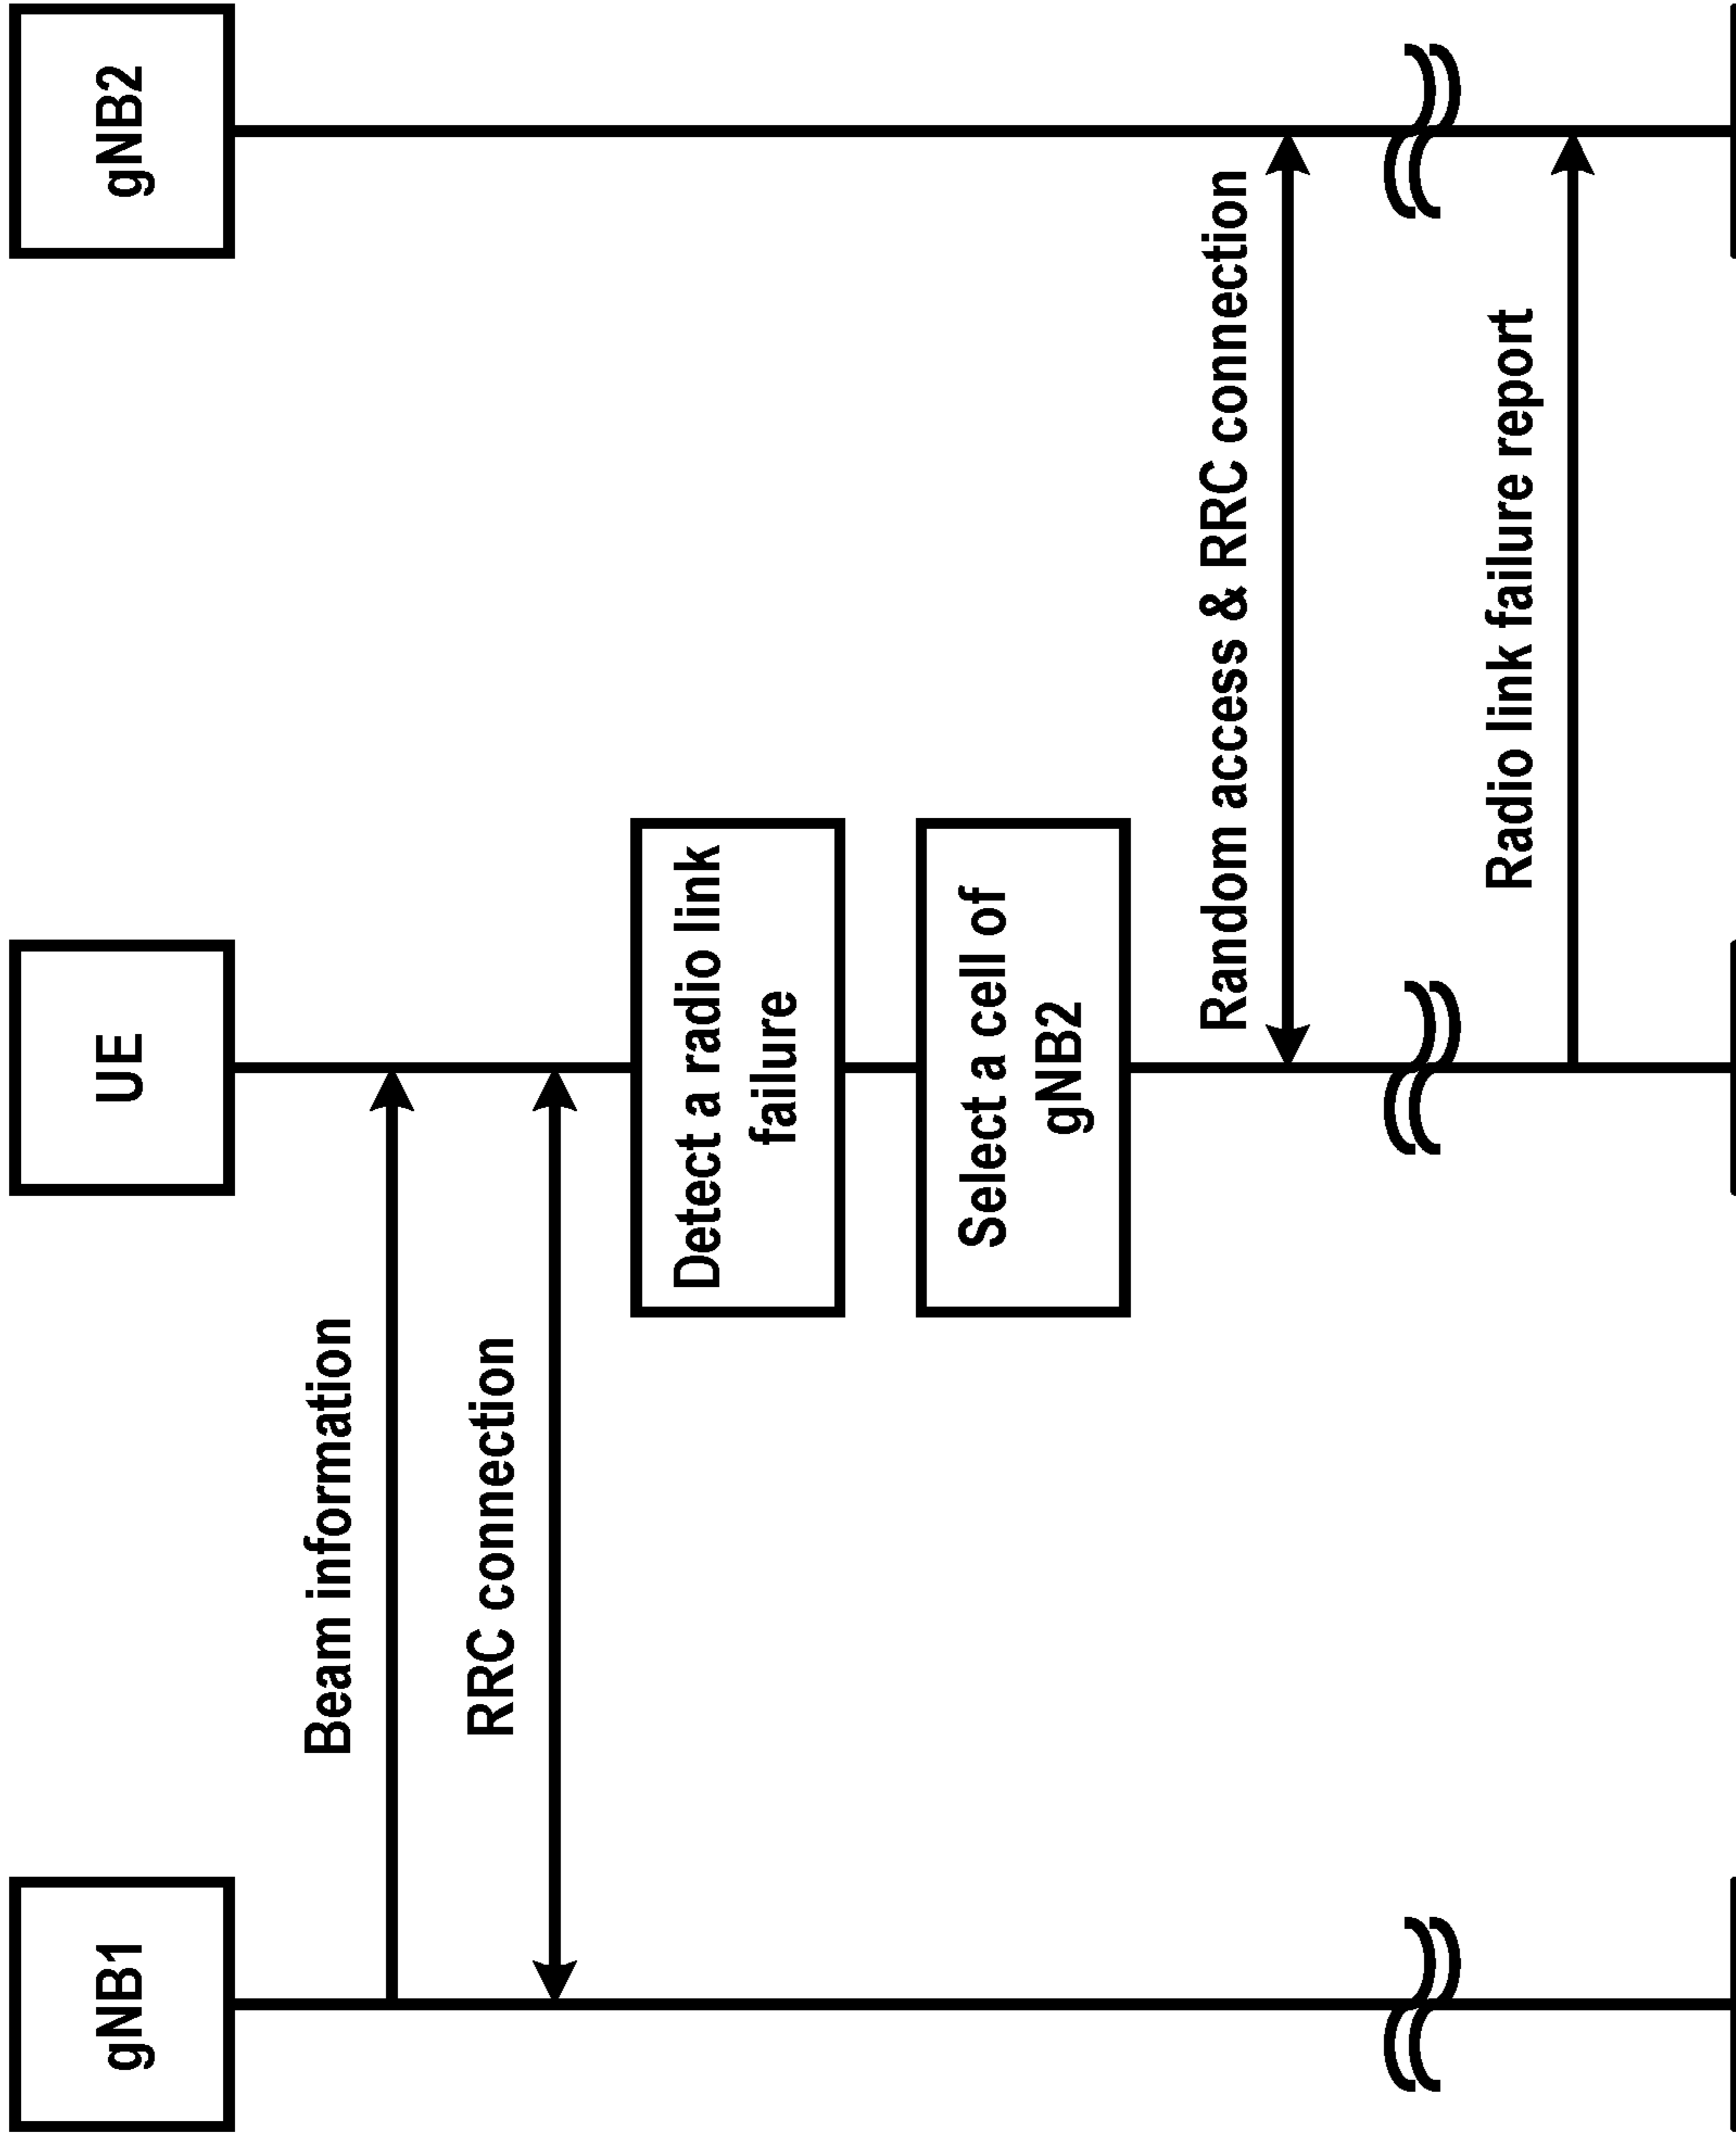 gNB1
UE
gNB2
Beam information
RRC connection
Detect a radio link
failure
Select a cell of
gNB2
Random access & RRC connection
Radio link failure report